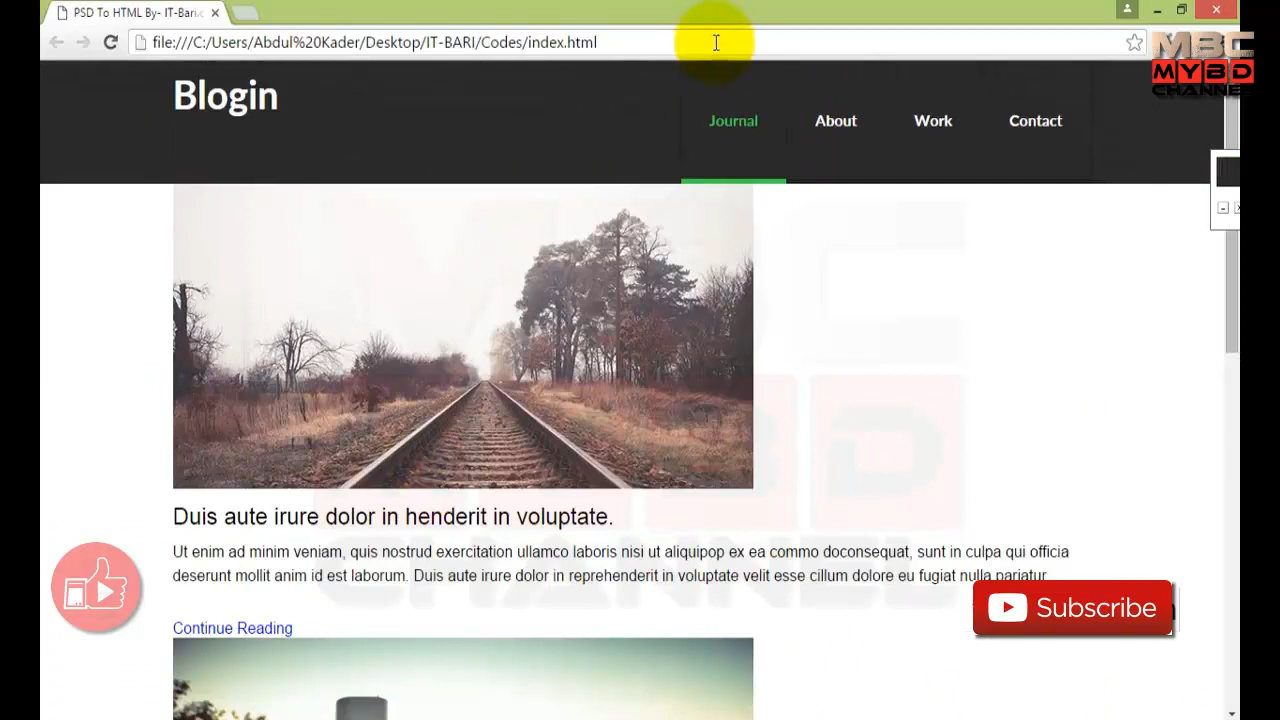 PSD To HTML By- IT-Bari.c
file:///C:/Users/Abdul%20Kader/Desktop/IT-BARI/Codes/index.html
MBC
MYBD
CHANNEL
Blogin
Journal
About
Work
Contact
Duis aute irure dolor in henderit in voluptate.
Ut enim ad minim veniam, quis nostrud exercitation ullamco laboris nisi ut aliquipop ex ea commo doconsequat, sunt in culpa qui officia
deserunt mollit anim id est laborum. Duis aute irure dolor in reprehenderit in voluptate velit esse cillum dolore eu fugiat nulla pariatur.
Subscribe
Continue Reading
MBC
MYBD
CHANNEL